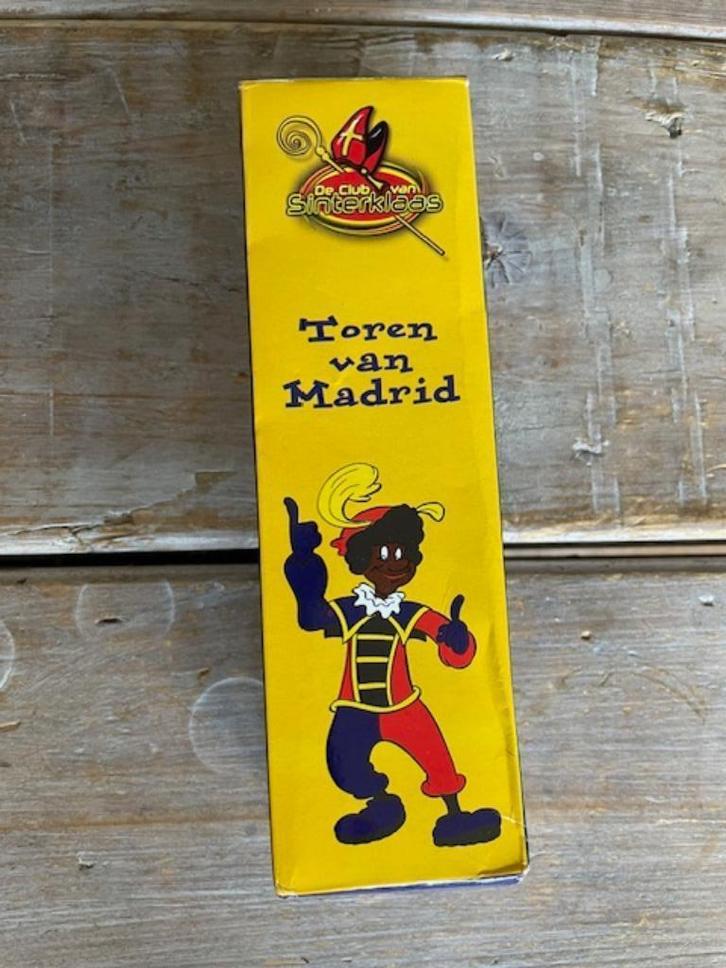 De Club van
Sinterklaas
Toren
van
Madrid